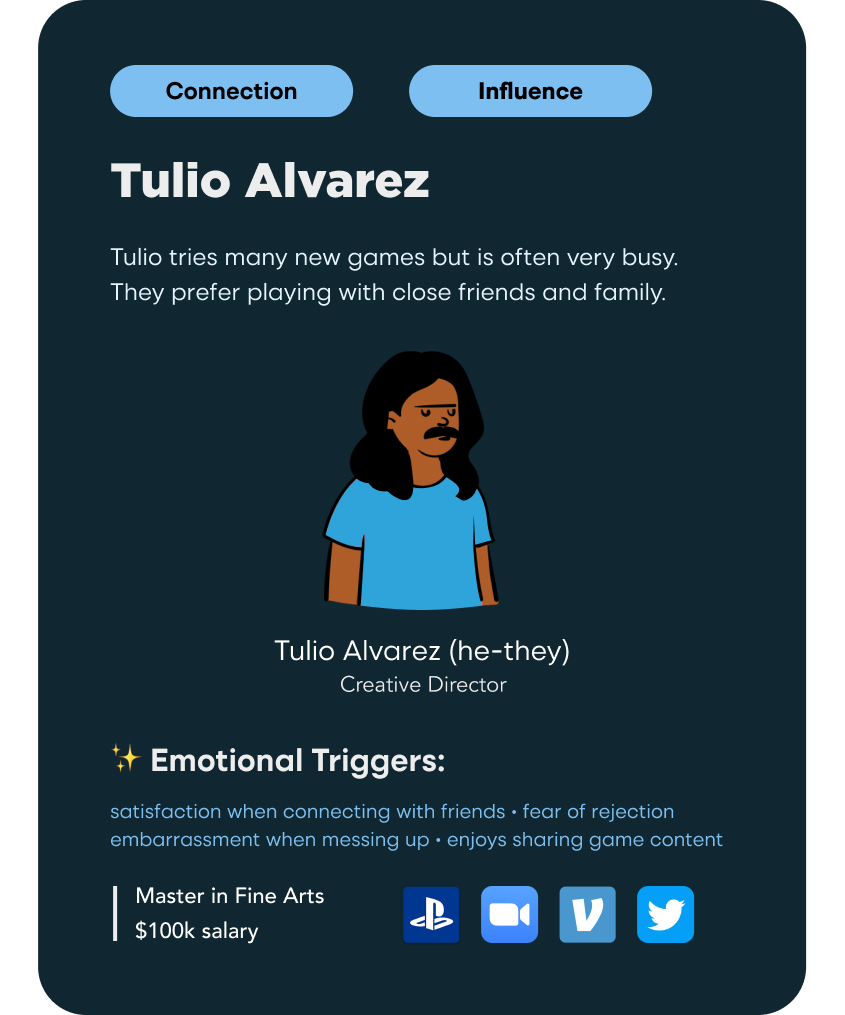 Connection
Influence
Tulio Alvarez
Tulio tries many new games but is often very busy.
They prefer playing with close friends and family.
Tulio Alvarez (he-they)
Creative Director
✨ Emotional Triggers:
satisfaction when connecting with friends • fear of rejection
embarrassment when messing up • enjoys sharing game content
Master in Fine Arts
$100k salary